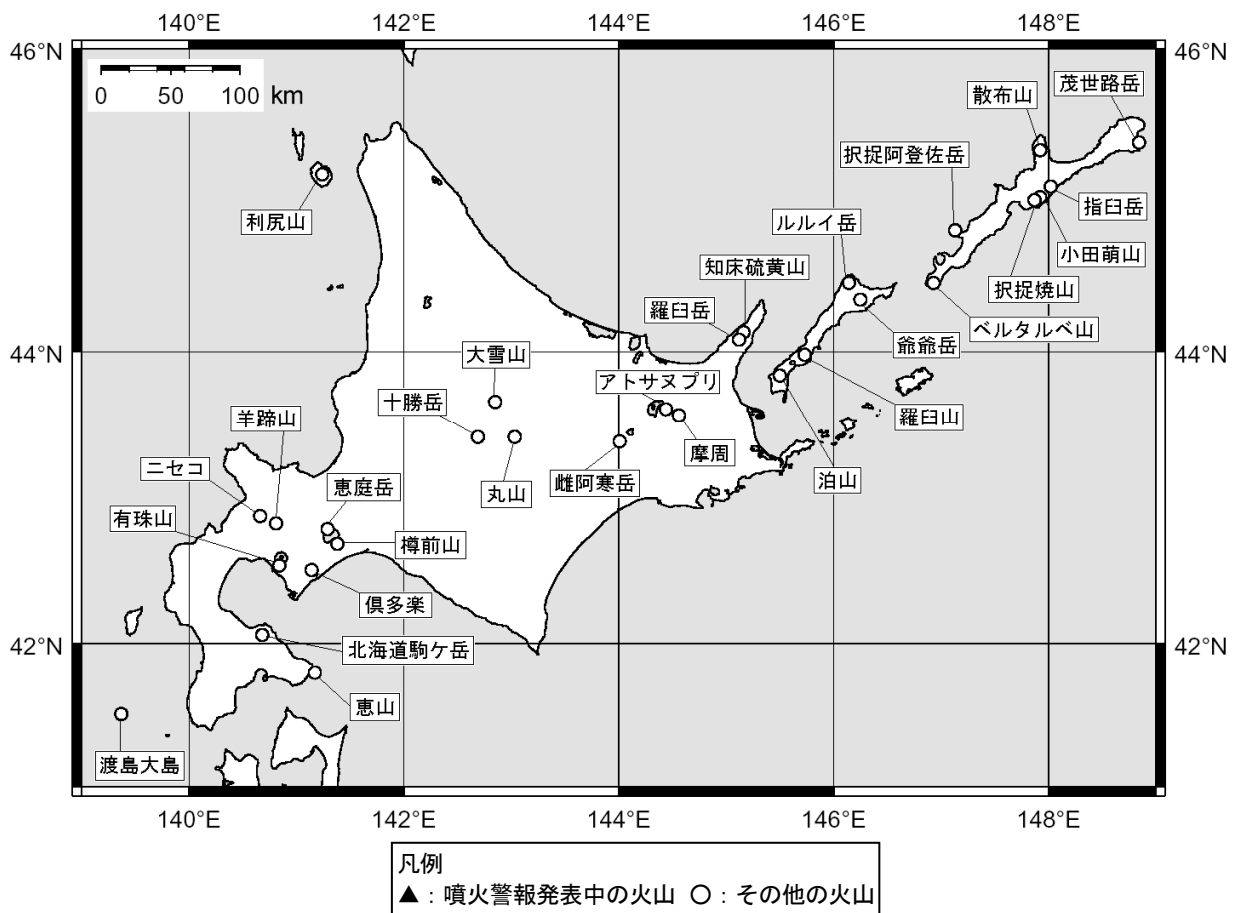 140°E 142°E 144°E 146°E 148°E
46°N 46°N
0 50 100 km
茂世路岳
散布山
択捉阿登佐岳
利尻山
指臼岳
ルルイ岳
小田萌山
知床硫黄山
択捉焼山
羅臼岳
ベルタルベ山
爺爺岳
44°N 44°N
大雪山
アトサヌプリ
十勝岳
羅臼山
羊蹄山
摩周
ニセコ
泊山
恵庭岳
丸山
雌阿寒岳
有珠山
樽前山
倶多楽
42°N 42°N
北海道駒ケ岳
恵山
渡島大島
140°E 142°E 144°E 146°E 148°E
凡例
▲：噴火警報発表中の火山 ○：その他の火山